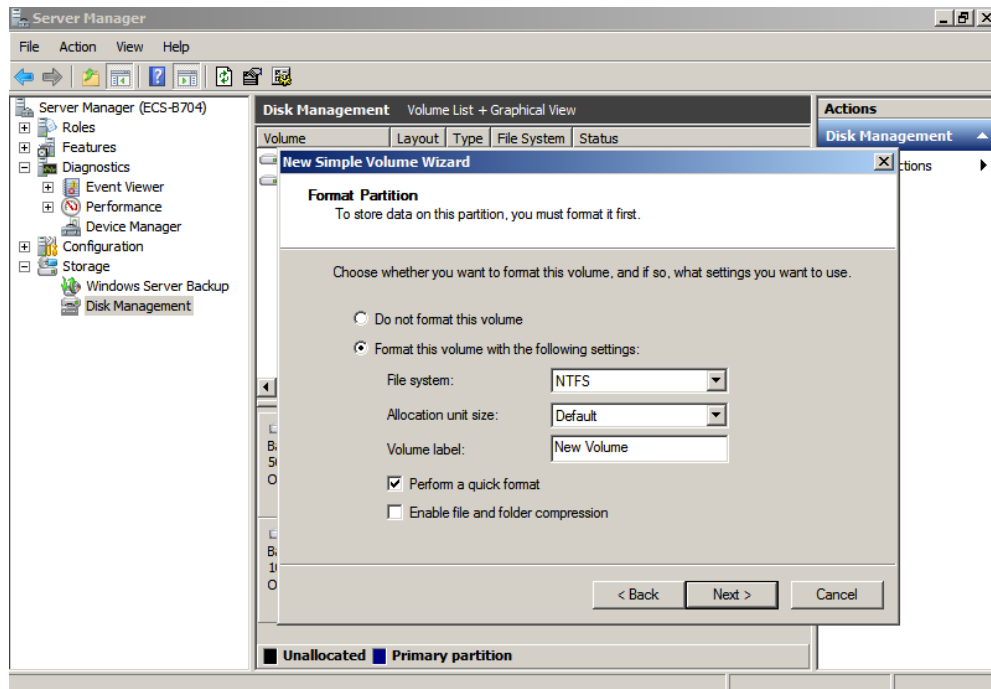 Server Manager
File Action View Help
Server Manager (ECS-B704)
Roles
Features
Diagnostics
Event Viewer
Performance
Device Manager
Configuration
Storage
Windows Server Backup
Disk Management
Disk Management Volume List + Graphical View
Volume Layout Type File System Status
New Simple Volume Wizard
Format Partition
To store data on this partition, you must format it first.
Choose whether you want to format this volume, and if so, what settings you want to use.
Do not format this volume
Format this volume with the following settings:
File system: NTFS
Allocation unit size: Default
Volume label: New Volume
Perform a quick format
Enable file and folder compression
< Back Next > Cancel
Unallocated Primary partition
Actions
Disk Management